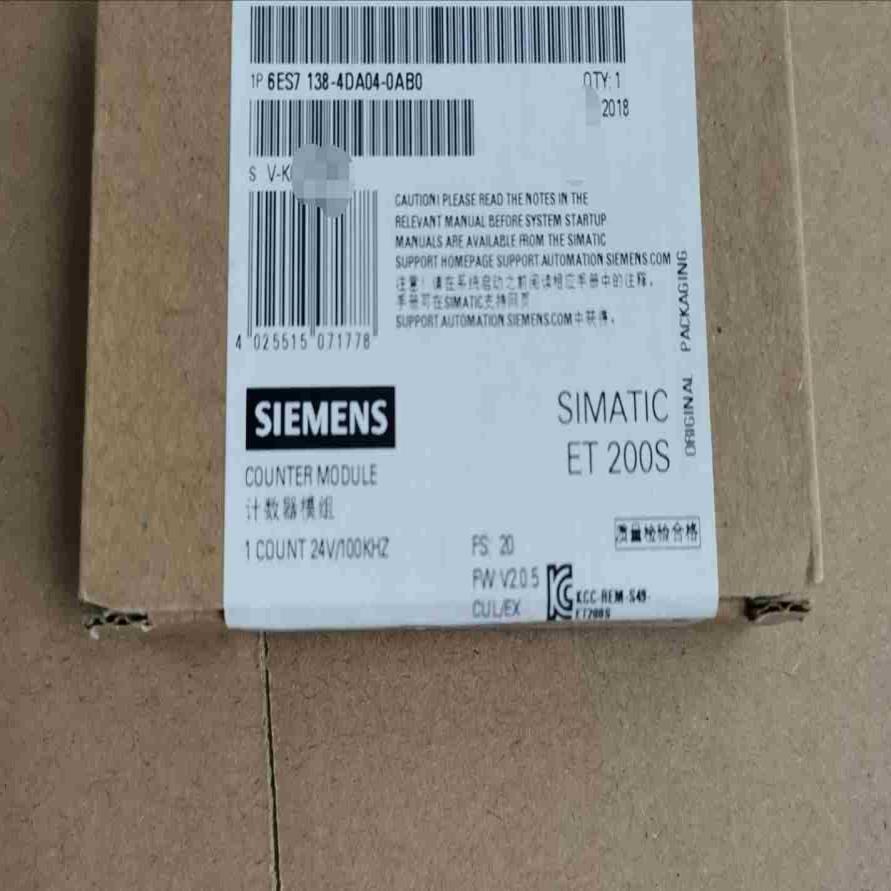 1P 6ES7 138-4DA04-0AB0
QTY: 1
2018
S V-K
CAUTION! PLEASE READ THE NOTES IN THE
RELEVANT MANUAL BEFORE SYSTEM STARTUP
MANUALS ARE AVAILABLE FROM THE SIMATIC
SUPPORT HOMEPAGE SUPPORT.AUTOMATION.SIEMENS.COM
注意！请在系统启动之前阅读相应手册中的注释。
手册可在SIMATIC支持网页
SUPPORT.AUTOMATION.SIEMENS.COM中获得。
4 025515 071778
ORIGINAL PACKAGING
SIEMENS
SIMATIC
ET 200S
COUNTER MODULE
计数器模组
1 COUNT 24V/100KHZ
FS: 20
FW V2.0.5
CUL/EX
质量检验合格
KCC-REM-S49-
ET200S